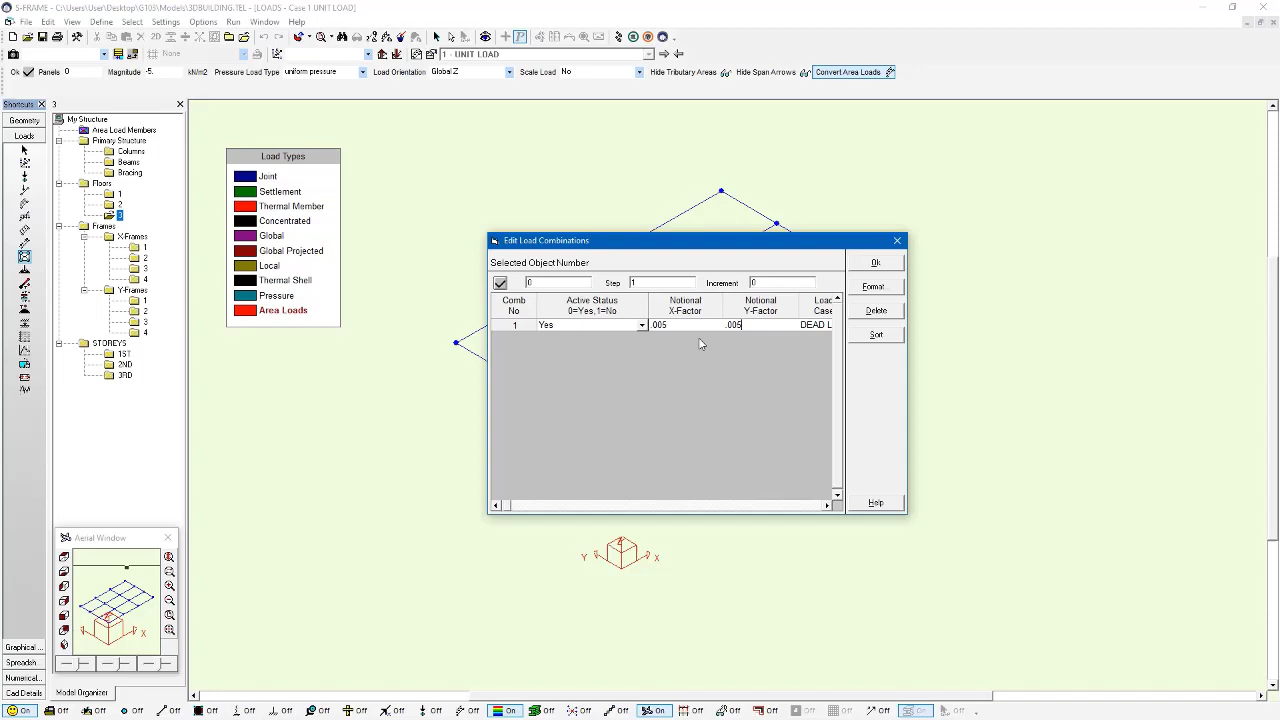 S-FRAME - C:\Users\User\Desktop\G103\Models\3DBUILDING.TEL - [LOADS - Case 1 UNIT LOAD]
File Edit View Define Select Settings Options Run Window Help
2D None
1 - UNIT LOAD
Ok Panels 0 Magnitude -5. kN/m2 Pressure Load Type uniform pressure Load Orientation Global Z Scale Load No Hide Tributary Areas Hide Span Arrows Convert Area Loads
Shortcuts
Geometry
Loads
3
My Structure
Area Load Members
Primary Structure
Columns
Beams
Bracing
Floors
1
2
3
Frames
X-Frames
1
2
3
4
Y-Frames
1
2
3
4
STOREYS
1ST
2ND
3RD
Load Types
Joint
Settlement
Thermal Member
Concentrated
Global
Global Projected
Local
Thermal Shell
Pressure
Area Loads
Edit Load Combinations
Selected Object Number
0 Step 1 Increment 0
Comb No
Active Status 0=Yes,1=No
Notional X-Factor
Notional Y-Factor
Load Case
1 Yes .005 .005 DEAD L
Ok
Format...
Delete
Sort
Help
Y X
Aerial Window
X
Graphical ...
Spreadsh...
Numerical...
Cad Details
Model Organizer
On Off Off Off Off Off Off Off Off Off Off Off Off On Off Off Off On Off Off Off Off Off Off Off Off